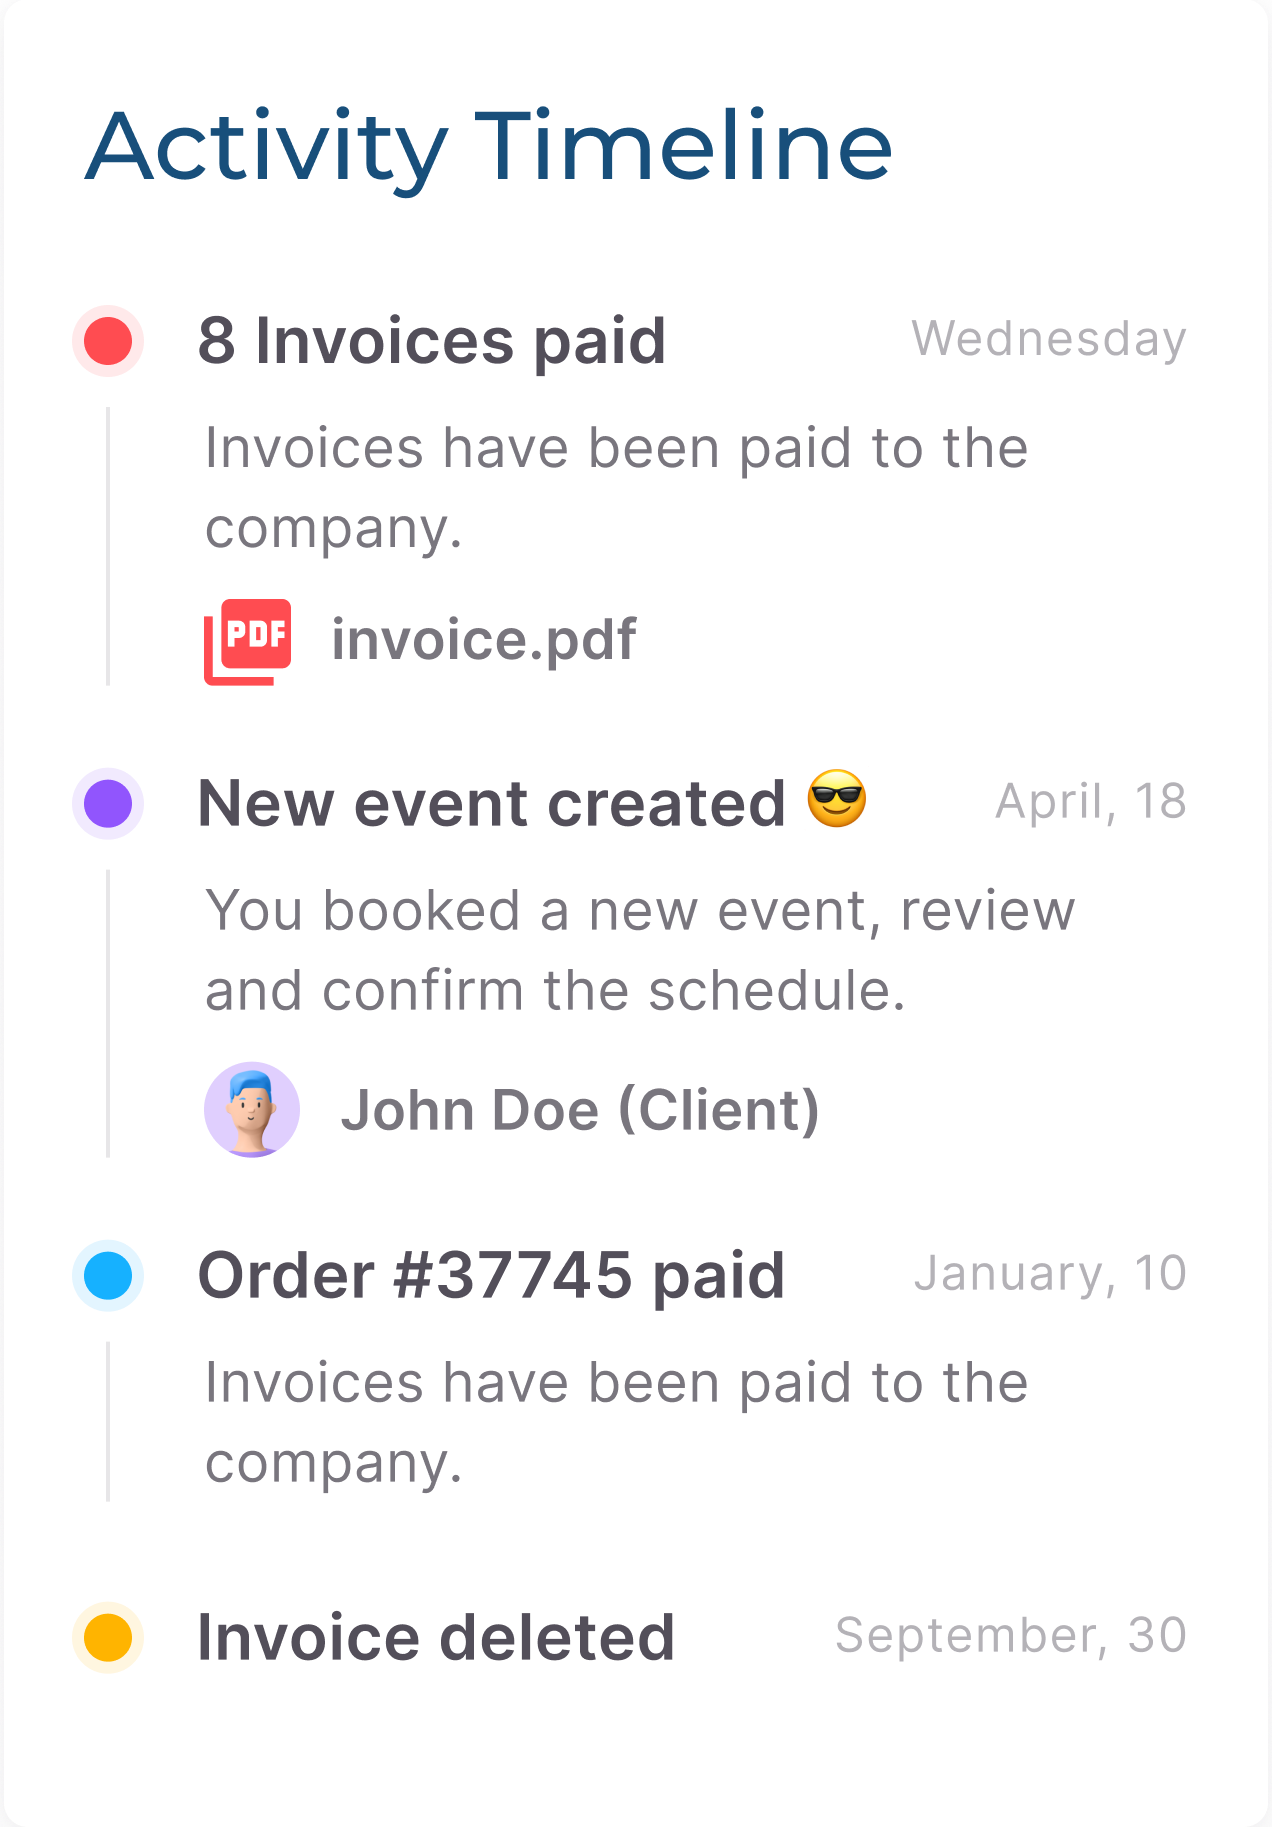 Activity Timeline
8 Invoices paid
Wednesday
Invoices have been paid to the
company.
PDF
invoice.pdf
New event created 😎
April, 18
You booked a new event, review
and confirm the schedule.
John Doe (Client)
Order #37745 paid
January, 10
Invoices have been paid to the
company.
Invoice deleted
September, 30